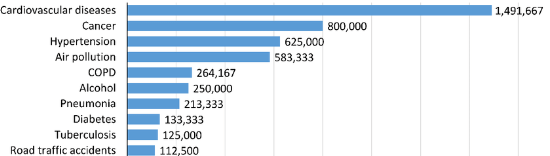 Cardiovascular diseases 1,491,667
Cancer 800,000
Hypertension 625,000
Air pollution 583,333
COPD 264,167
Alcohol 250,000
Pneumonia 213,333
Diabetes 133,333
Tuberculosis 125,000
Road traffic accidents 112,500